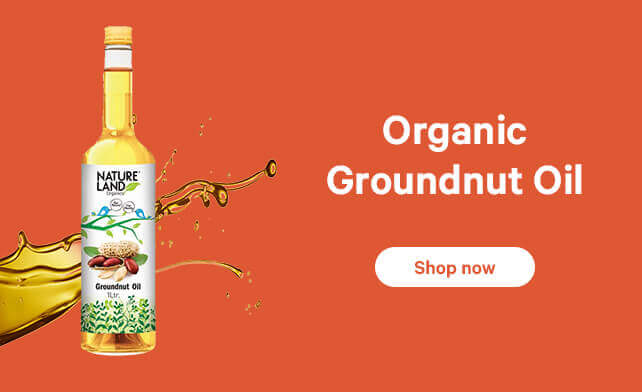 NATURE
LAND
Organics
Groundnut Oil
1Ltr.
Organic
Groundnut Oil
Shop now